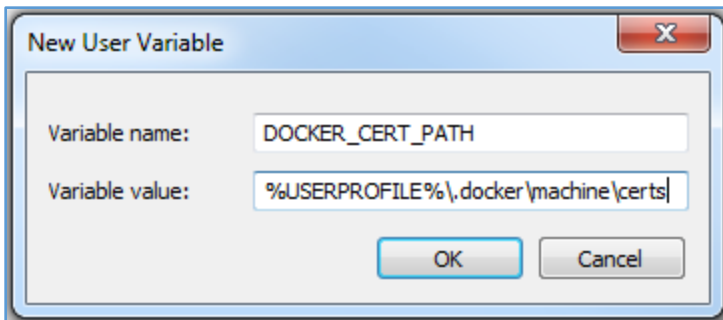 New User Variable
Variable name: DOCKER_CERT_PATH
Variable value: %USERPROFILE%\.docker\machine\certs
OK Cancel